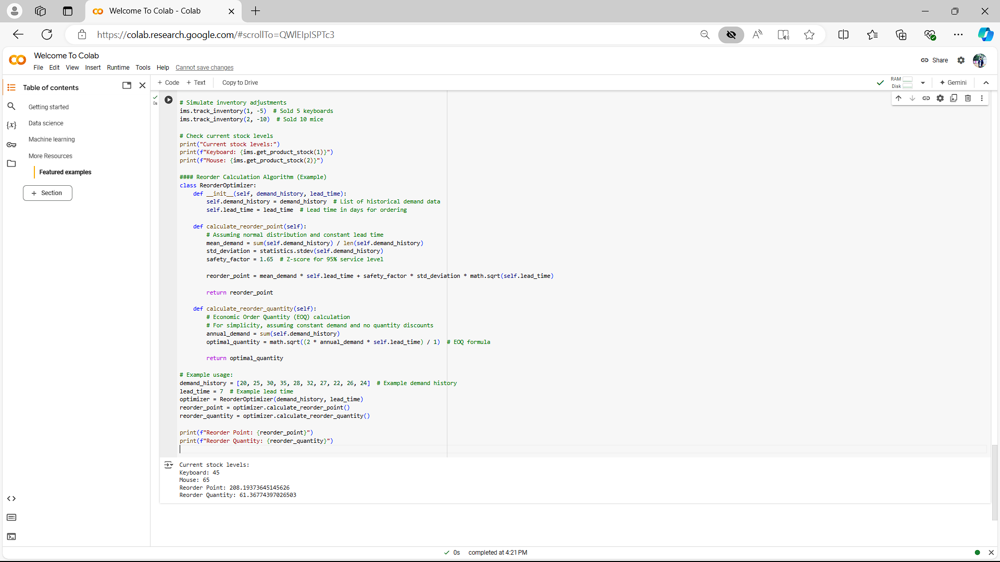 Welcome To Colab - Colab
https://colab.research.google.com/#scrollTo=QWlEIplSPTc3
Welcome To Colab
File Edit View Insert Runtime Tools Help Cannot save changes
Share
Table of contents
Getting started
Data science
Machine learning
More Resources
Featured examples
+ Section
+ Code + Text Copy to Drive
RAM
Disk
Gemini
0s
# Simulate inventory adjustments
ims.track_inventory(1, -5)  # Sold 5 keyboards
ims.track_inventory(2, -10)  # Sold 10 mice
# Check current stock levels
print("Current stock levels:")
print(f"Keyboard: {ims.get_product_stock(1)}")
print(f"Mouse: {ims.get_product_stock(2)}")
#### Reorder Calculation Algorithm (Example)
class ReorderOptimizer:
    def __init__(self, demand_history, lead_time):
        self.demand_history = demand_history  # List of historical demand data
        self.lead_time = lead_time  # Lead time in days for ordering
    def calculate_reorder_point(self):
        # Assuming normal distribution and constant lead time
        mean_demand = sum(self.demand_history) / len(self.demand_history)
        std_deviation = statistics.stdev(self.demand_history)
        safety_factor = 1.65  # Z-score for 95% service level
        reorder_point = mean_demand * self.lead_time + safety_factor * std_deviation * math.sqrt(self.lead_time)
        return reorder_point
    def calculate_reorder_quantity(self):
        # Economic Order Quantity (EOQ) calculation
        # For simplicity, assuming constant demand and no quantity discounts
        annual_demand = sum(self.demand_history)
        optimal_quantity = math.sqrt((2 * annual_demand * self.lead_time) / 1)  # EOQ formula
        return optimal_quantity
# Example usage:
demand_history = [20, 25, 30, 35, 28, 32, 27, 22, 26, 24]  # Example demand history
lead_time = 7  # Example lead time
optimizer = ReorderOptimizer(demand_history, lead_time)
reorder_point = optimizer.calculate_reorder_point()
reorder_quantity = optimizer.calculate_reorder_quantity()
print(f"Reorder Point: {reorder_point}")
print(f"Reorder Quantity: {reorder_quantity}")
Current stock levels:
Keyboard: 45
Mouse: 65
Reorder Point: 208.19373645145626
Reorder Quantity: 61.36774397026503
0s completed at 4:21 PM